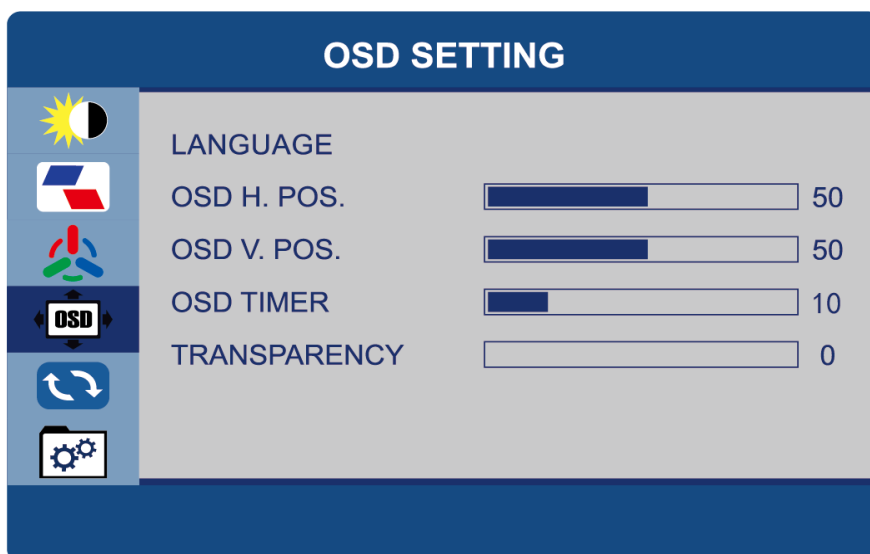 OSD SETTING
LANGUAGE
OSD H. POS. 50
OSD V. POS. 50
OSD
OSD TIMER 10
TRANSPARENCY 0